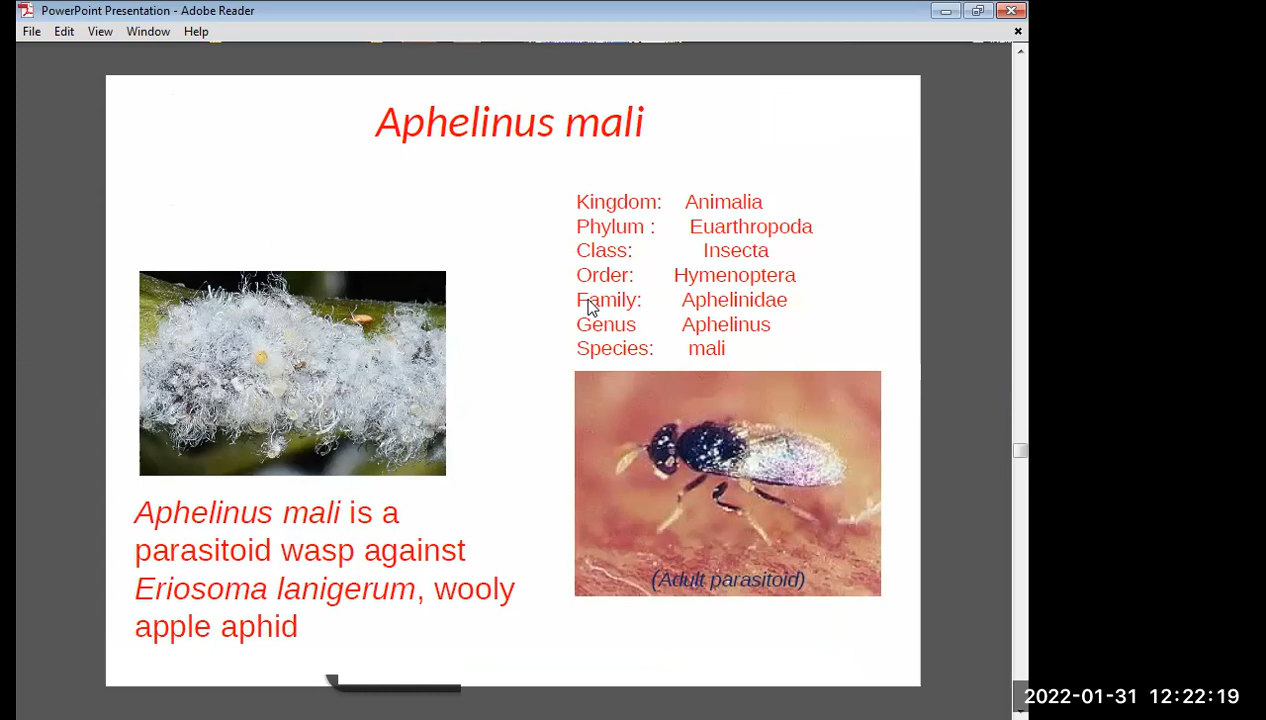 PowerPoint Presentation - Adobe Reader
File Edit View Window Help
Aphelinus mali
Kingdom: Animalia
Phylum : Euarthropoda
Class: Insecta
Order: Hymenoptera
Family: Aphelinidae
Genus Aphelinus
Species: mali
Aphelinus mali is a
parasitoid wasp against
Eriosoma lanigerum, wooly
apple aphid
(Adult parasitoid)
2022-01-31 12:22:19